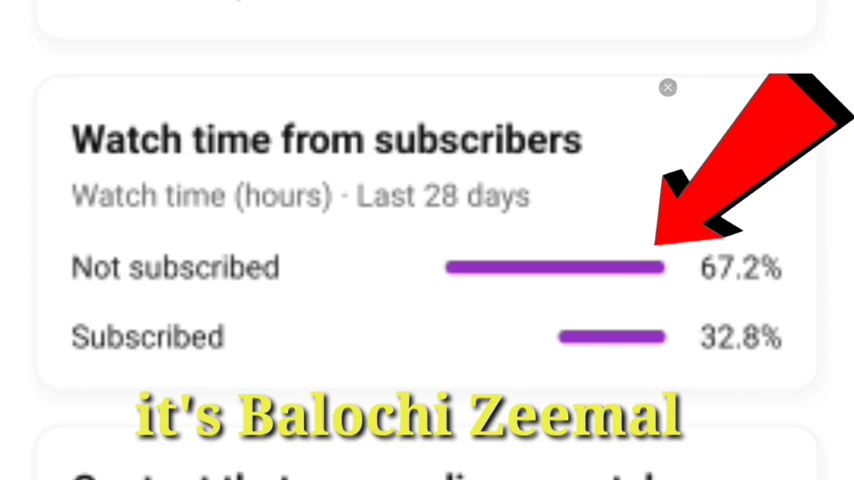 Watch time from subscribers
Watch time (hours) · Last 28 days
Not subscribed 67.2%
Subscribed 32.8%
it's Balochi Zeemal